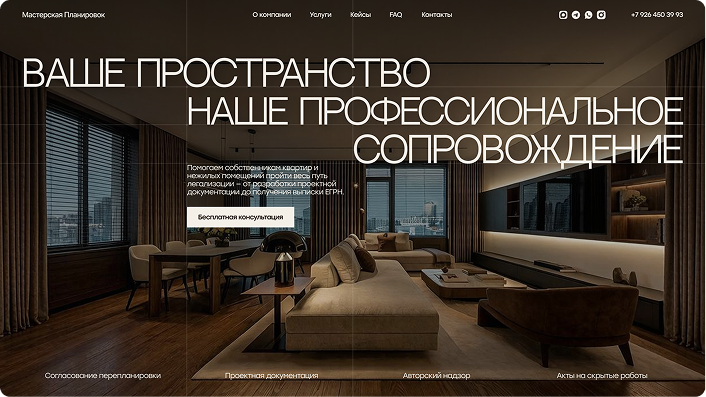 Мастерская Планировок
О компании Услуги Кейсы FAQ Контакты
+7 926 450 39 93
ВАШЕ ПРОСТРАНСТВО
НАШЕ ПРОФЕССИОНАЛЬНОЕ
СОПРОВОЖДЕНИЕ
Помогаем собственникам квартир и
нежилых помещений пройти весь путь
легализации – от разработки проектной
документации до получения выписки ЕГРН.
Бесплатная консультация
Согласование перепланировки Проектная документация Авторский надзор Акты на скрытые работы